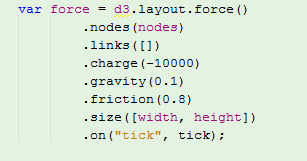 var force = d3.layout.force()
.nodes(nodes)
.links([])
.charge(-10000)
.gravity(0.1)
.friction(0.8)
.size([width, height])
.on("tick", tick);